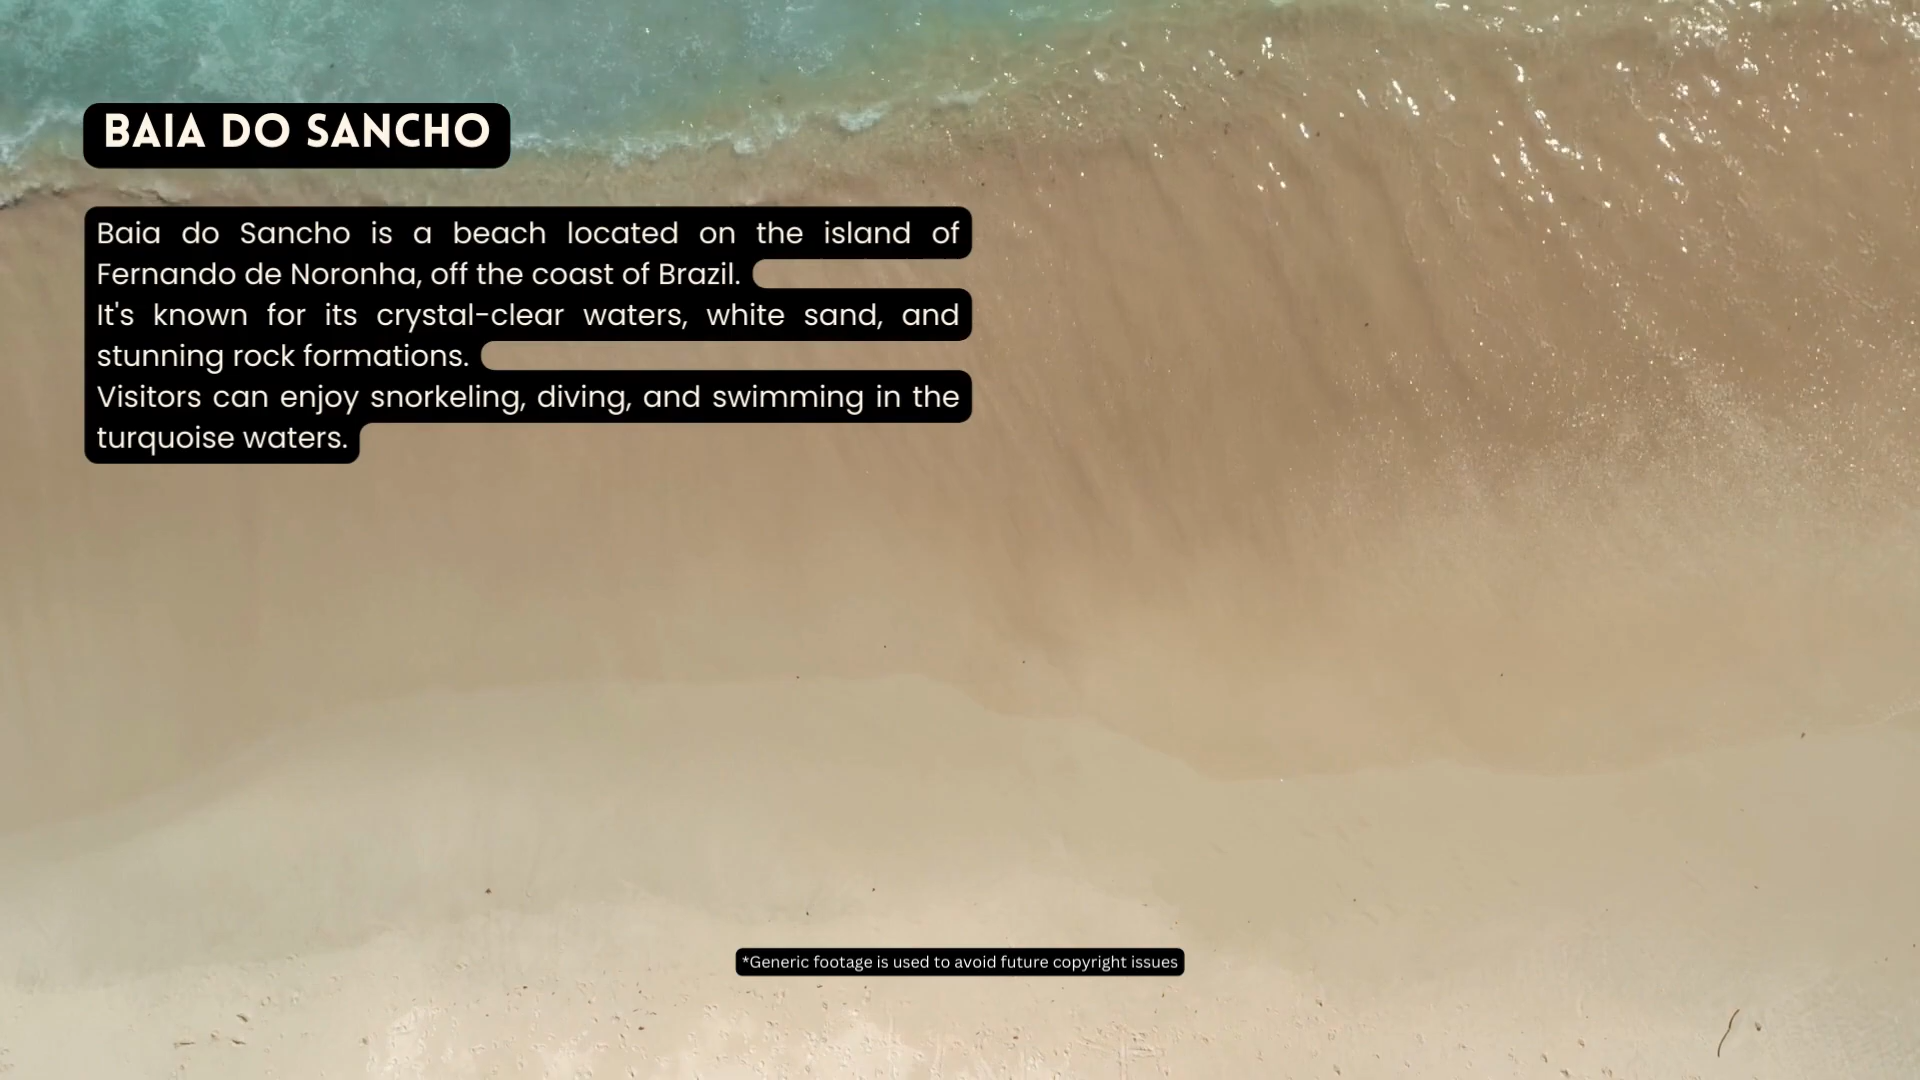 BAIA DO SANCHO
Baia do Sancho is a beach located on the island of
Fernando de Noronha, off the coast of Brazil.
It's known for its crystal-clear waters, white sand, and
stunning rock formations.
Visitors can enjoy snorkeling, diving, and swimming in the
turquoise waters.
*Generic footage is used to avoid future copyright issues